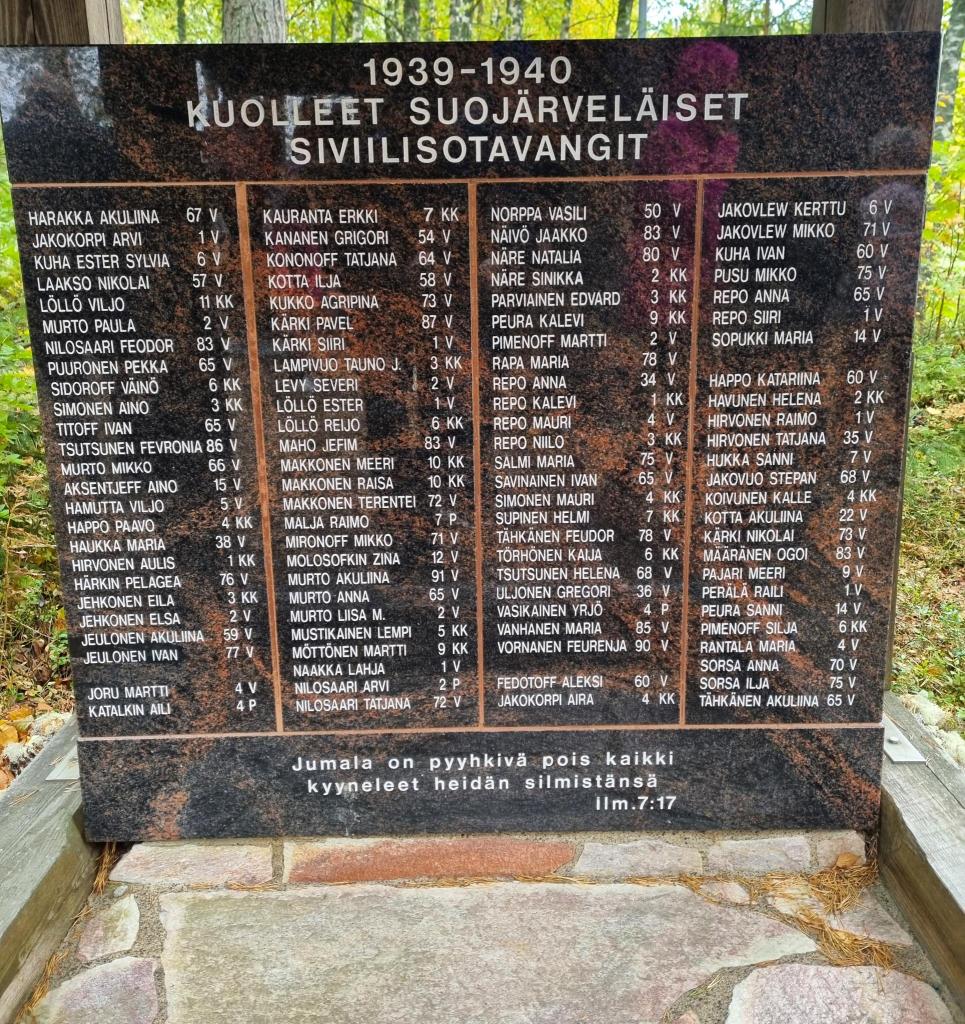 1939-1940
KUOLLEET SUOJÄRVELÄISET
SIVIILISOTAVANGIT
HARAKKA AKULIINA 67 V
JAKOKORPI ARVI 1 V
KUHA ESTER SYLVIA 6 V
LAAKSO NIKOLAI 57 V
LÖLLÖ VILJO 11 KK
MURTO PAULA 2 V
NILOSAARI FEODOR 83 V
PUURONEN PEKKA 65 V
SIDOROFF VÄINÖ 6 KK
SIMONEN AINO 3 KK
TITOFF IVAN 65 V
TSUTSUNEN FEVRONIA 86 V
MURTO MIKKO 66 V
AKSENTJEFF AINO 15 V
HAMUTTA VILJO 5 V
HAPPO PAAVO 4 KK
HAUKKA MARIA 38 V
HIRVONEN AULIS 1 KK
HÄRKIN PELAGEA 76 V
JEHKONEN EILA 3 KK
JEHKONEN ELSA 2 V
JEULONEN AKULIINA 59 V
JEULONEN IVAN 77 V
JORU MARTTI 4 V
KATALKIN AILI 4 P
KAURANTA ERKKI 7 KK
KANANEN GRIGORI 54 V
KONONOFF TATJANA 64 V
KOTTA ILJA 58 V
KUKKO AGRIPINA 73 V
KÄRKI PAVEL 87 V
KÄRKI SIIRI 1 V
LAMPIVUO TAUNO J. 3 KK
LEVY SEVERI 2 V
LÖLLÖ ESTER 1 V
LÖLLÖ REIJO 6 KK
MAHO JEFIM 83 V
MAKKONEN MEERI 10 KK
MAKKONEN RAISA 10 KK
MAKKONEN TERENTEI 72 V
MALJA RAIMO 7 P
MIRONOFF MIKKO 71 V
MOLOSOFKIN ZINA 12 V
MURTO AKULIINA 91 V
MURTO ANNA 65 V
MURTO LIISA M. 2 V
MUSTIKAINEN LEMPI 5 KK
MÖTTÖNEN MARTTI 9 KK
NAAKKA LAHJA 1 V
NILOSAARI ARVI 2 P
NILOSAARI TATJANA 72 V
NORPPA VASILI 50 V
NÄIVÖ JAAKKO 83 V
NÄRE NATALIA 80 V
NÄRE SINIKKA 2 KK
PARVIAINEN EDVARD 3 KK
PEURA KALEVI 9 KK
PIMENOFF MARTTI 2 V
RAPA MARIA 78 V
REPO ANNA 34 V
REPO KALEVI 1 KK
REPO MAURI 4 V
REPO NIILO 3 KK
SALMI MARIA 75 V
SAVINAINEN IVAN 65 V
SIMONEN MAURI 4 KK
SUPINEN HELMI 7 KK
TÄHKÄNEN FEUDOR 78 V
TÖRHÖNEN KAIJA 6 KK
TSUTSUNEN HELENA 68 V
ULJONEN GREGORI 36 V
VASIKAINEN YRJÖ 4 P
VANHANEN MARIA 85 V
VORNANEN FEURENJA 90 V
FEDOTOFF ALEKSI 60 V
JAKOKORPI AIRA 4 KK
JAKOVLEW KERTTU 6 V
JAKOVLEW MIKKO 71 V
KUHA IVAN 60 V
PUSU MIKKO 75 V
REPO ANNA 65 V
REPO SIIRI 1 V
SOPUKKI MARIA 14 V
HAPPO KATARIINA 60 V
HAVUNEN HELENA 2 KK
HIRVONEN RAIMO 1 V
HIRVONEN TATJANA 35 V
HUKKA SANNI 7 V
JAKOVUO STEPAN 68 V
KOIVUNEN KALLE 4 KK
KOTTA AKULIINA 22 V
KÄRKI NIKOLAI 73 V
MÄÄRÄNEN OGOI 83 V
PAJARI MEERI 9 V
PERÄLÄ RAILI 1 V
PEURA SANNI 14 V
PIMENOFF SILJA 6 KK
RANTALA MARIA 4 V
SORSA ANNA 70 V
SORSA ILJA 75 V
TÄHKÄNEN AKULIINA 65 V
Jumala on pyyhkivä pois kaikki
kyyneleet heidän silmistänsä
Ilm.7:17